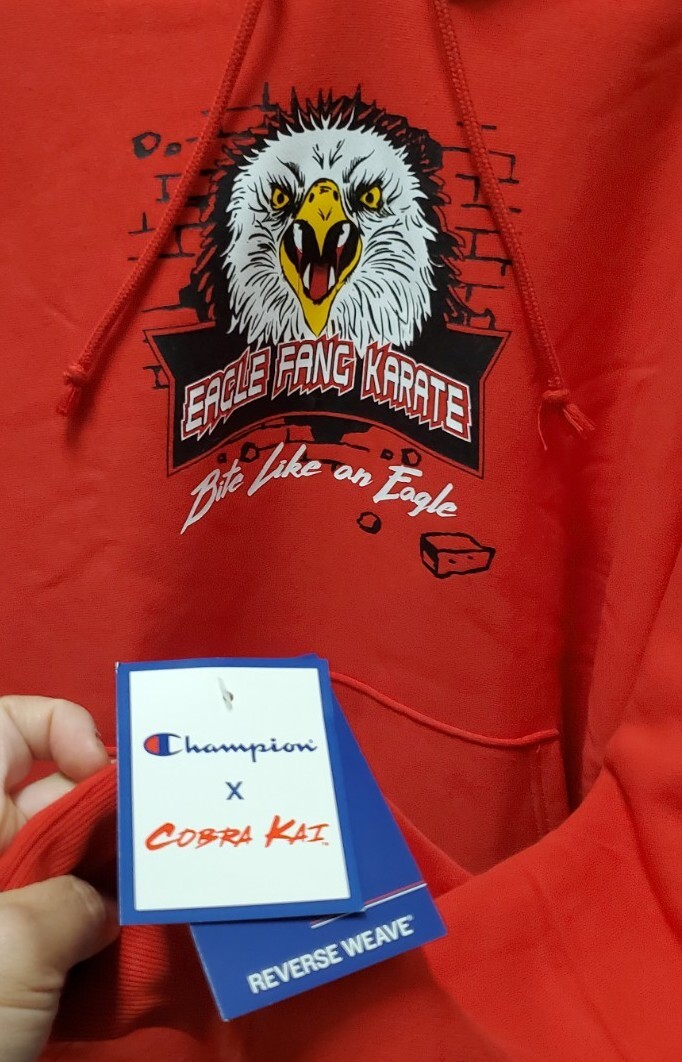 EAGLE FANG KARATE
Bite Like an Eagle
Champion
X
COBRA KAI
REVERSE WEAVE